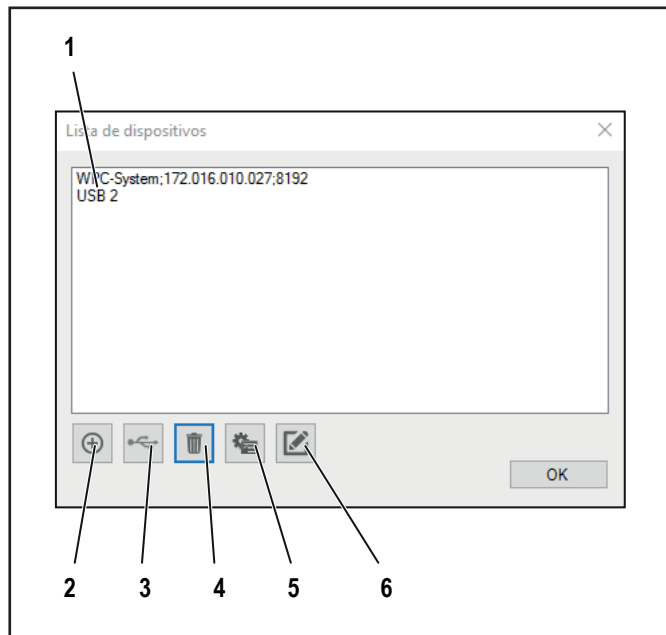 1
Lista de dispositivos
WPC-System;172.016.010.027;8192
USB 2
OK
2 3 4 5 6